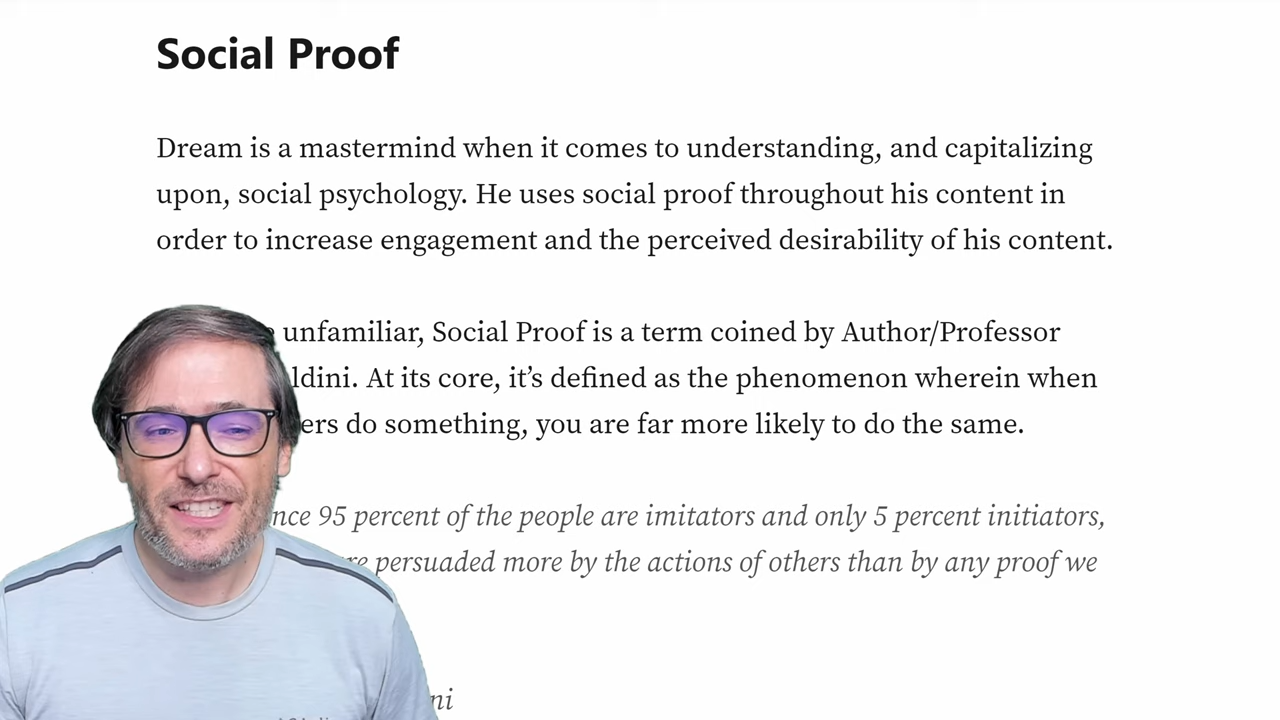 Social Proof
Dream is a mastermind when it comes to understanding, and capitalizing
upon, social psychology. He uses social proof throughout his content in
order to increase engagement and the perceived desirability of his content.
unfamiliar, Social Proof is a term coined by Author/Professor
ldini. At its core, it’s defined as the phenomenon wherein when
ers do something, you are far more likely to do the same.
nce 95 percent of the people are imitators and only 5 percent initiators,
re persuaded more by the actions of others than by any proof we
ni